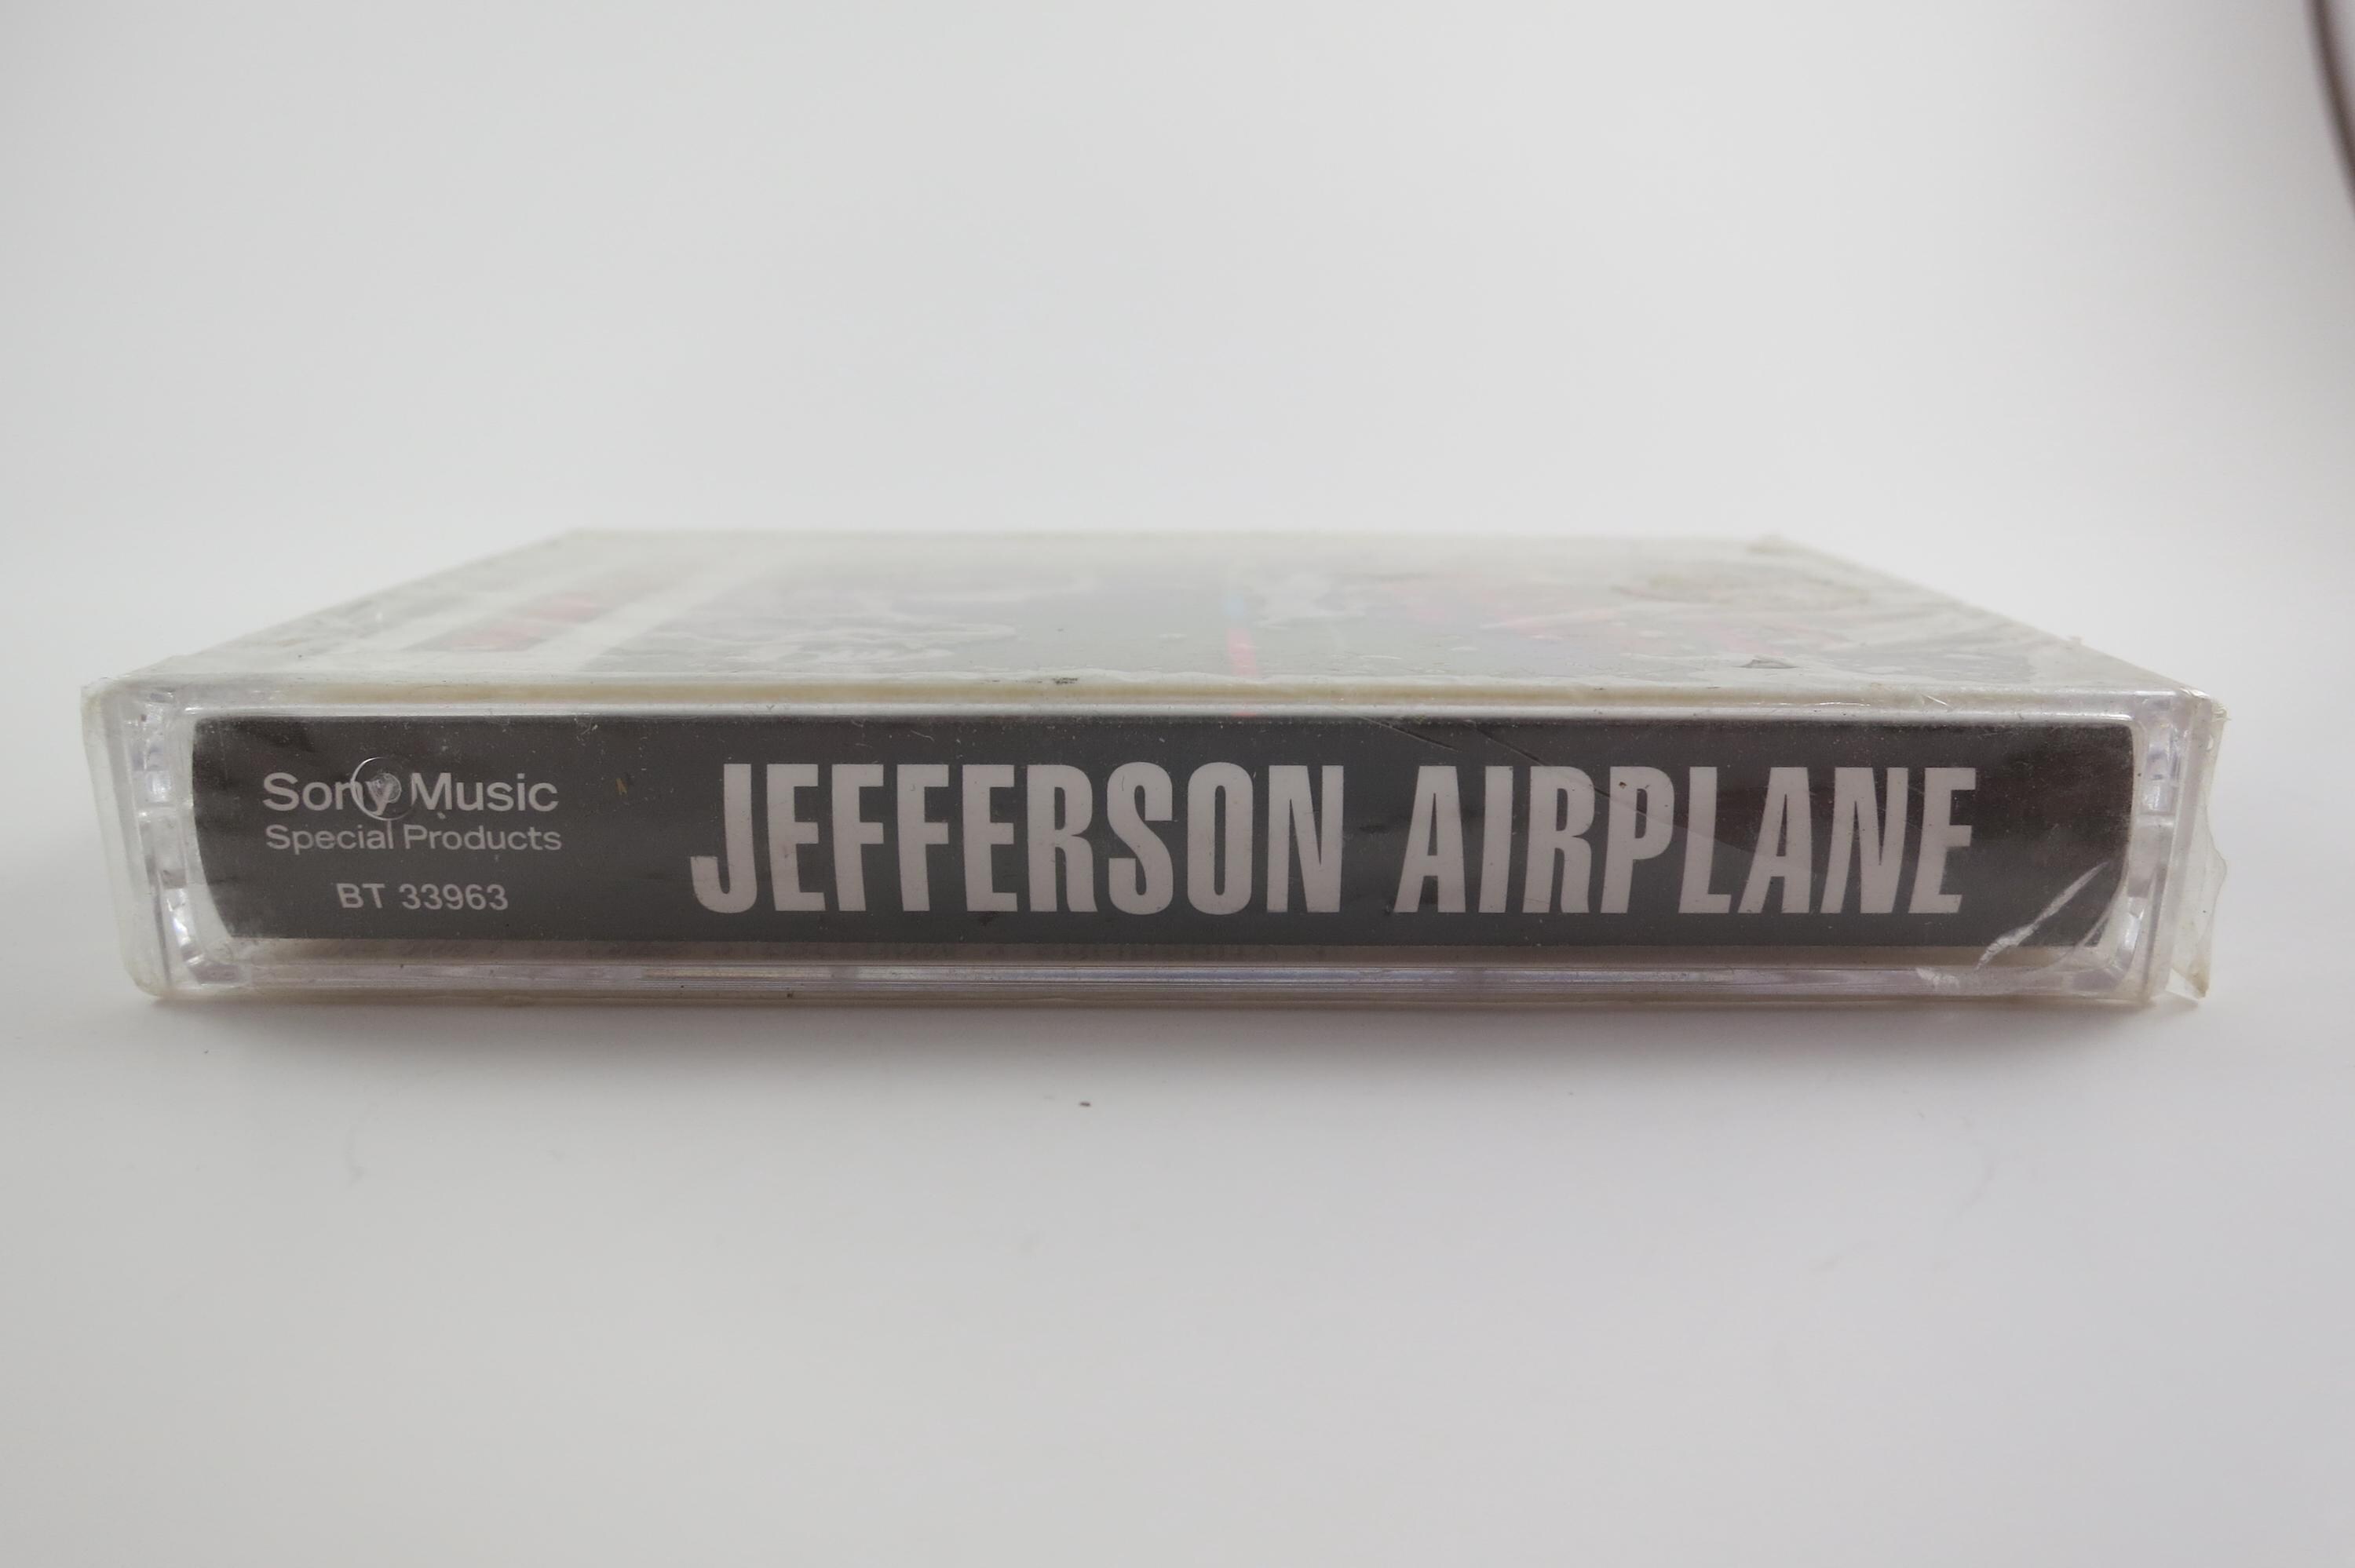 Sony Music
Special Products
BT 33963
JEFFERSON AIRPLANE